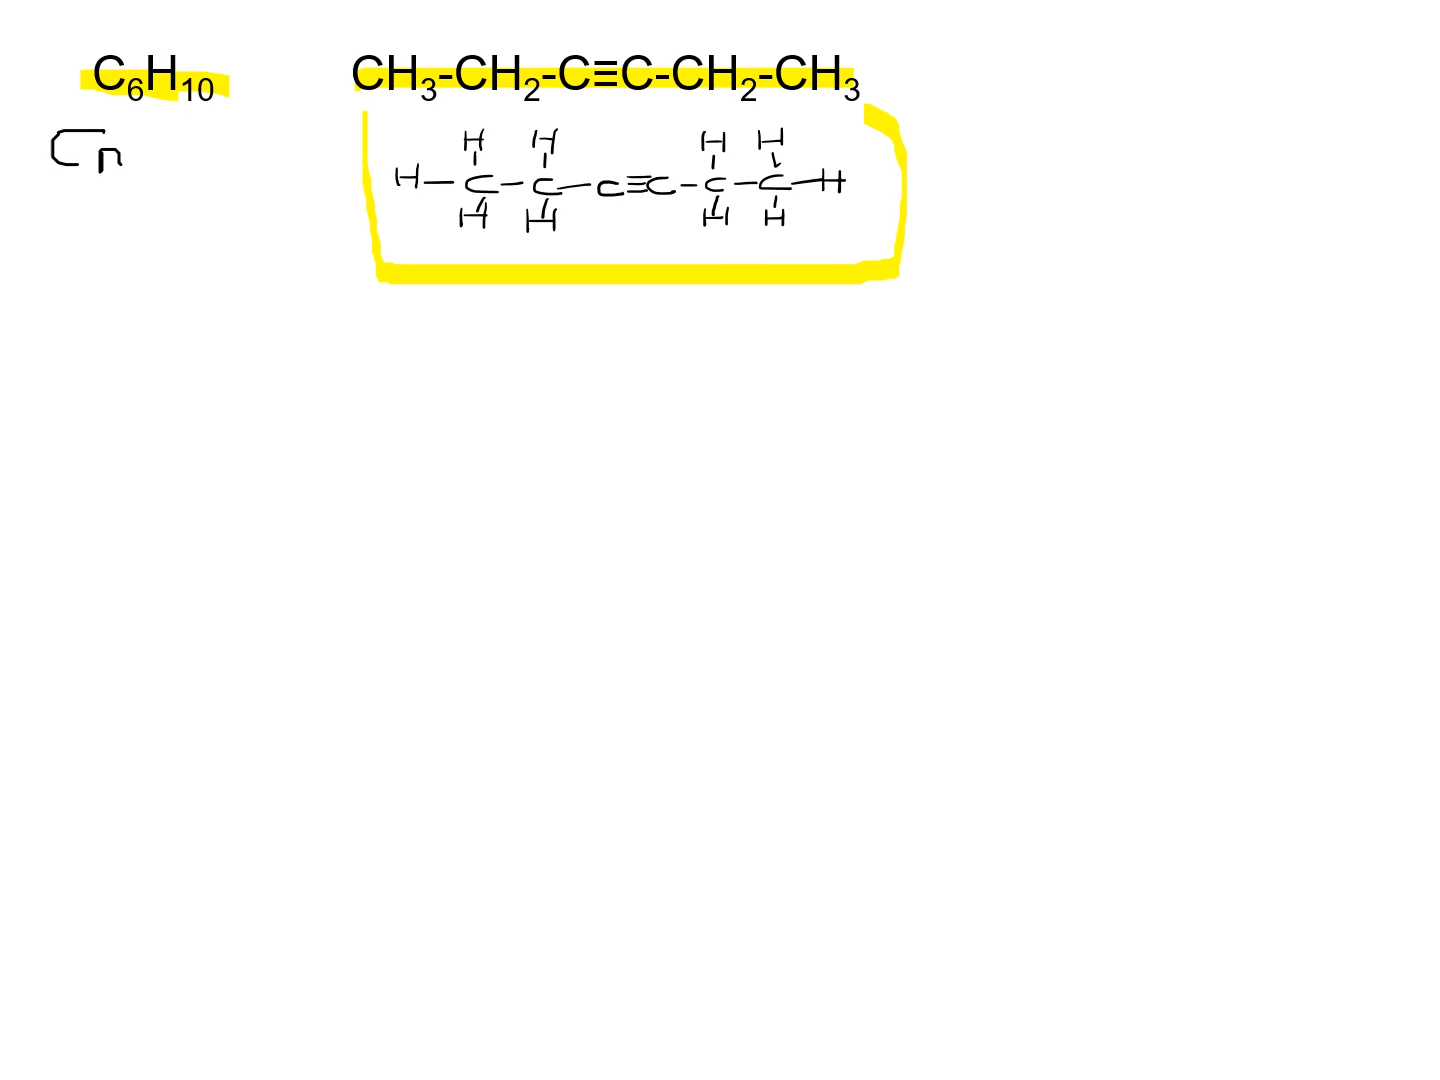 C₆H₁₀ CH₃-CH₂-C≡C-CH₂-CH₃
Cn
H H H H
H-C-C-C≡C-C-C-H
H H H H